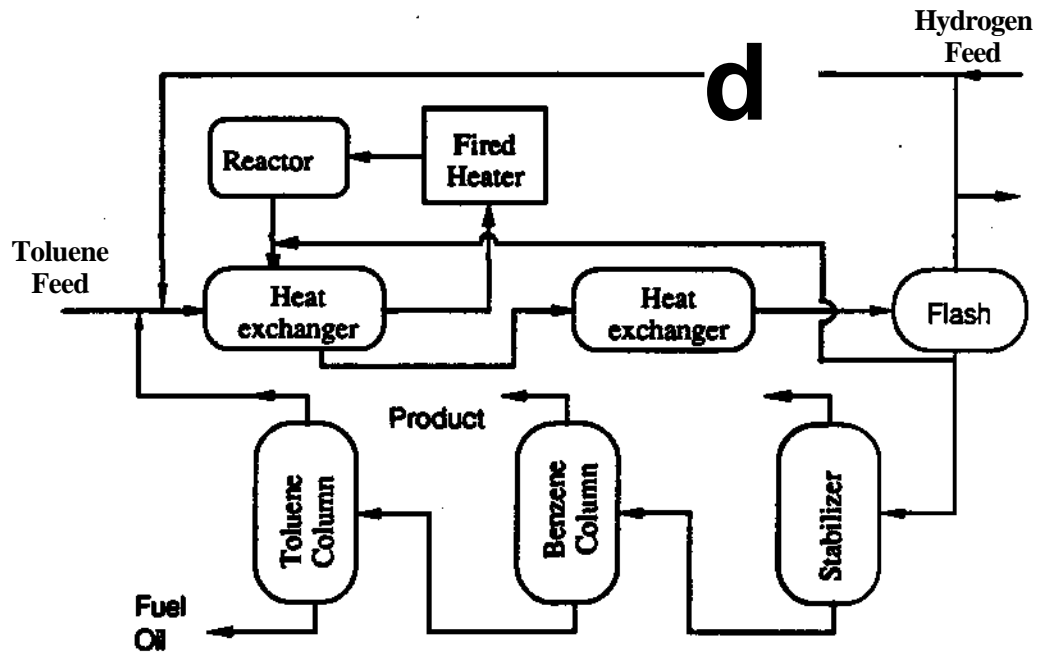 Hydrogen
Feed
d
Reactor
Fired
Heater
Toluene
Feed
Heat
exchanger
Heat
exchanger
Flash
Product
Toluene
Column
Benzene
Column
Stabilizer
Fuel
Oil